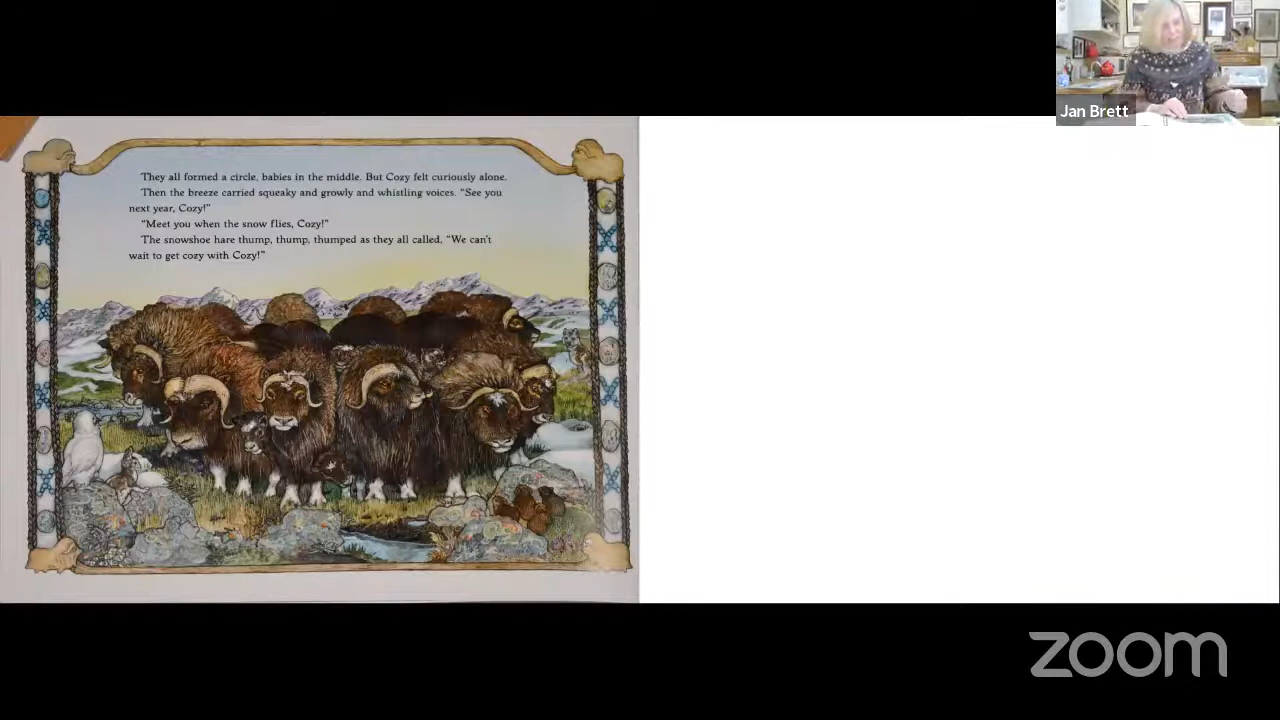 Jan Brett
They all formed a circle, babies in the middle. But Cozy felt curiously alone.
Then the breeze carried squeaky and growly and whistling voices. “See you
next year, Cozy!”
“Meet you when the snow flies, Cozy!”
The snowshoe hare thump, thump, thumped as they all called, “We can’t
wait to get cozy with Cozy!”
zoom